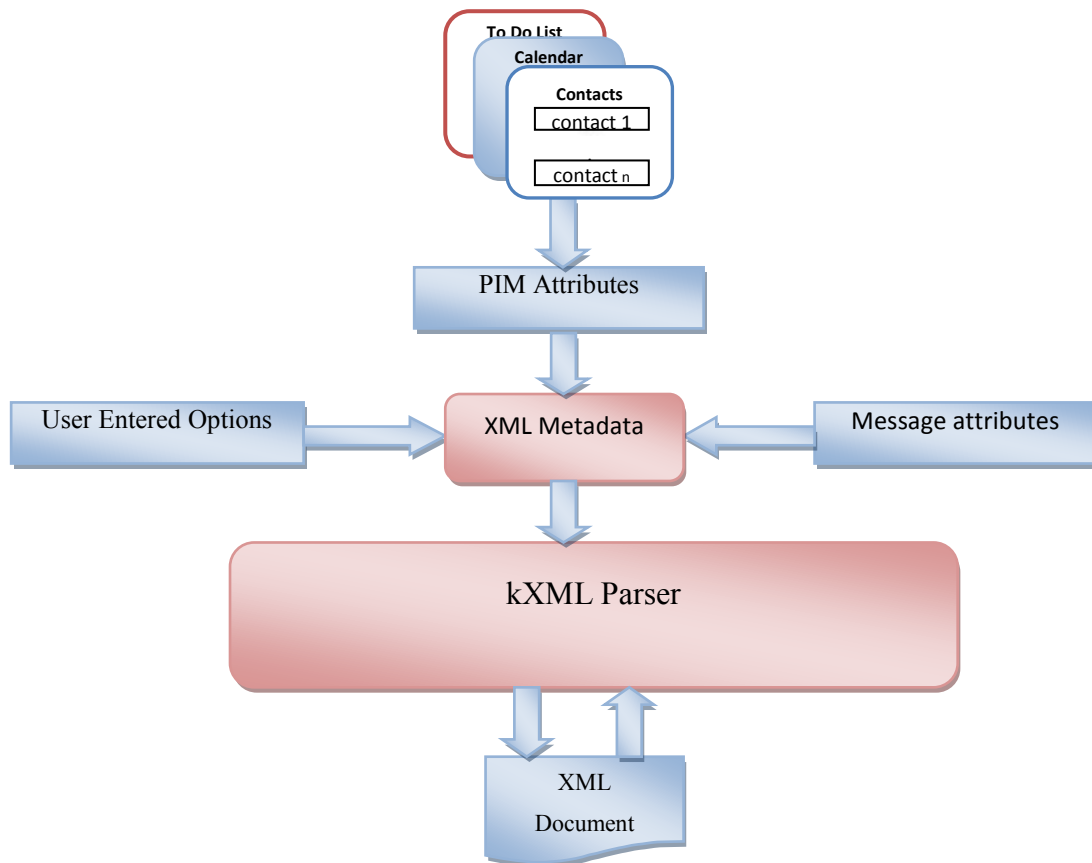 To Do List
Calendar
Contacts
contact 1
.
contact n
PIM Attributes
User Entered Options
XML Metadata
Message attributes
kXML Parser
XML
Document